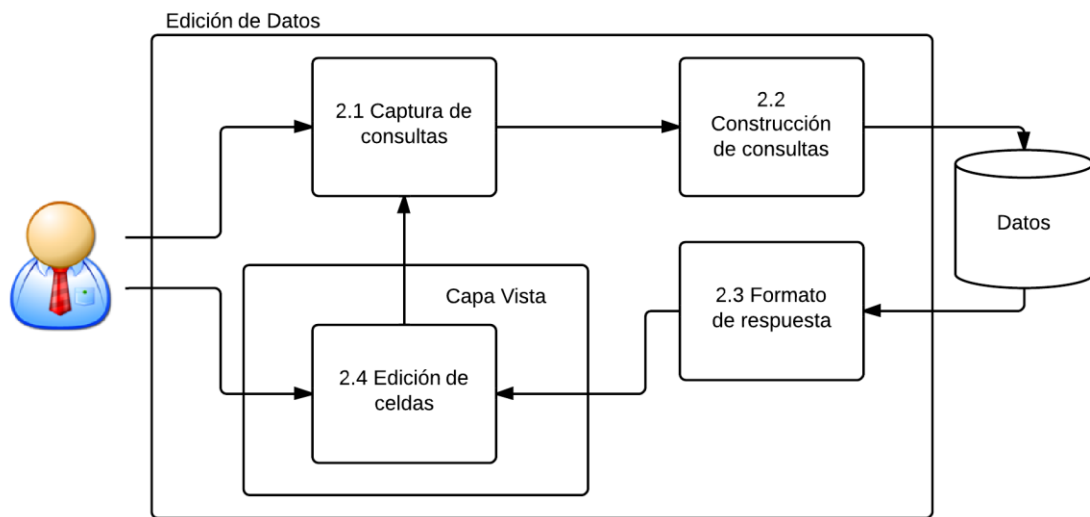 Edición de Datos
2.1 Captura de
consultas
2.2
Construcción
de consultas
Datos
Capa Vista
2.3 Formato
de respuesta
2.4 Edición de
celdas